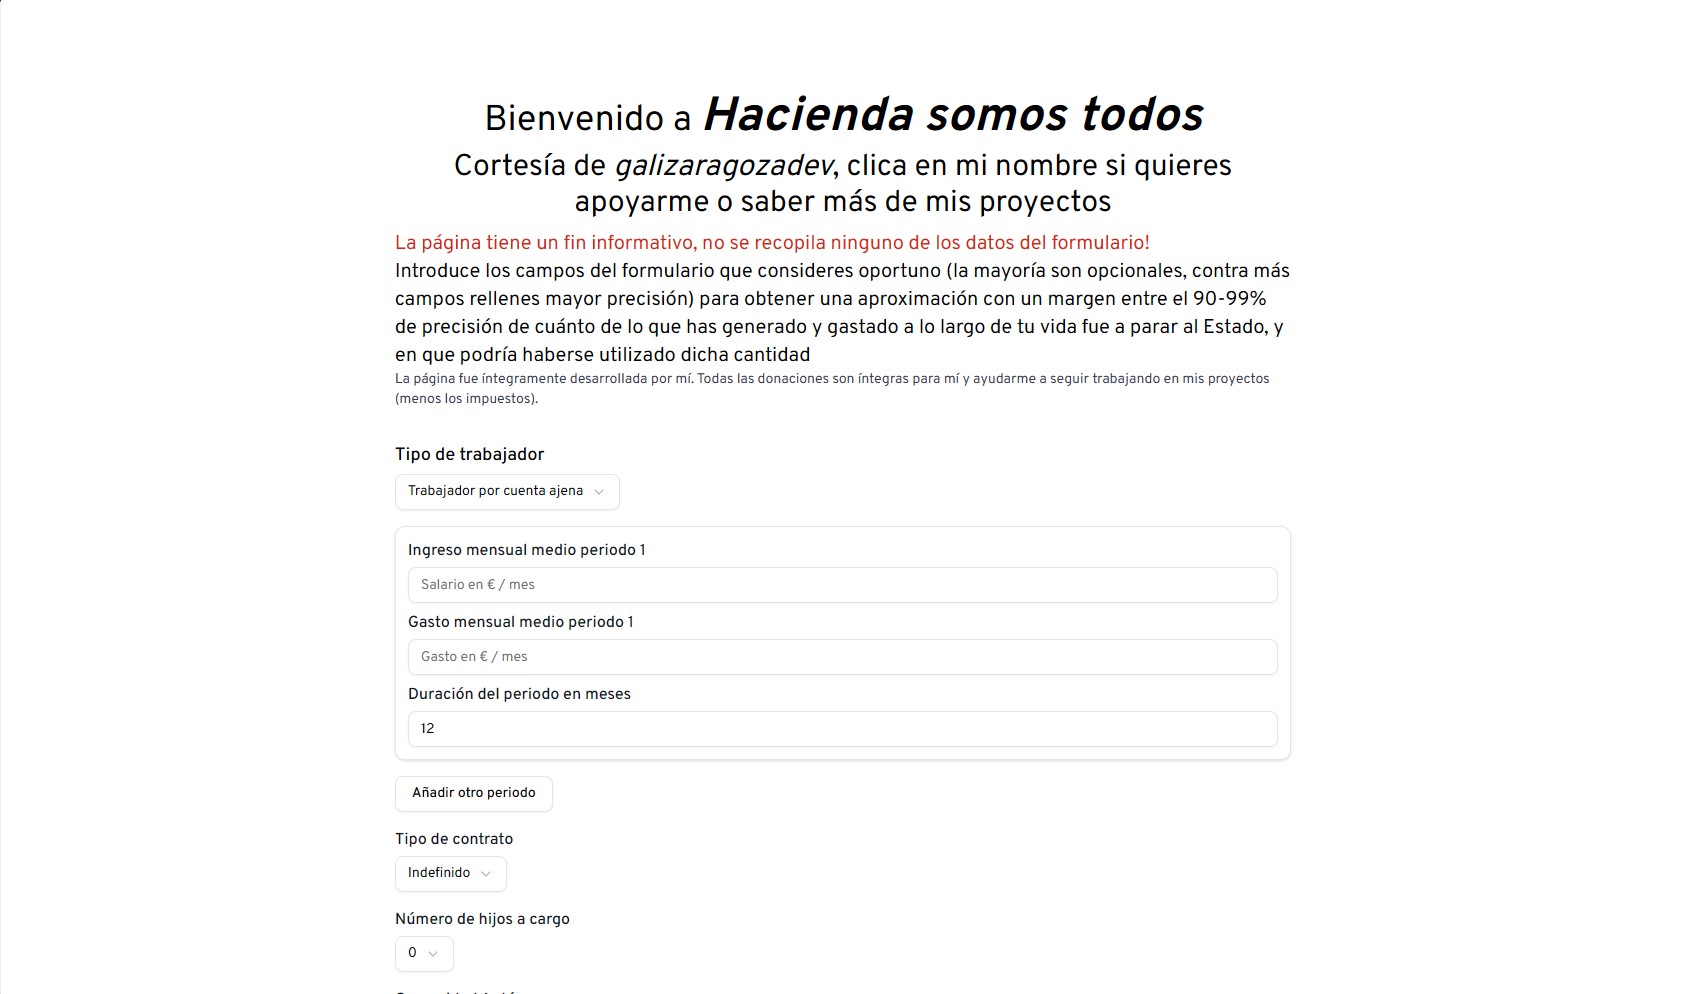 Bienvenido a Hacienda somos todos
Cortesía de galizaragozadev, clica en mi nombre si quieres
apoyarme o saber más de mis proyectos
La página tiene un fin informativo, no se recopila ninguno de los datos del formulario!
Introduce los campos del formulario que consideres oportuno (la mayoría son opcionales, contra más
campos rellenes mayor precisión) para obtener una aproximación con un margen entre el 90-99%
de precisión de cuánto de lo que has generado y gastado a lo largo de tu vida fue a parar al Estado, y
en que podría haberse utilizado dicha cantidad
La página fue íntegramente desarrollada por mí. Todas las donaciones son íntegras para mí y ayudarme a seguir trabajando en mis proyectos
(menos los impuestos).
Tipo de trabajador
Trabajador por cuenta ajena
Ingreso mensual medio periodo 1
Salario en € / mes
Gasto mensual medio periodo 1
Gasto en € / mes
Duración del periodo en meses
12
Añadir otro periodo
Tipo de contrato
Indefinido
Número de hijos a cargo
0